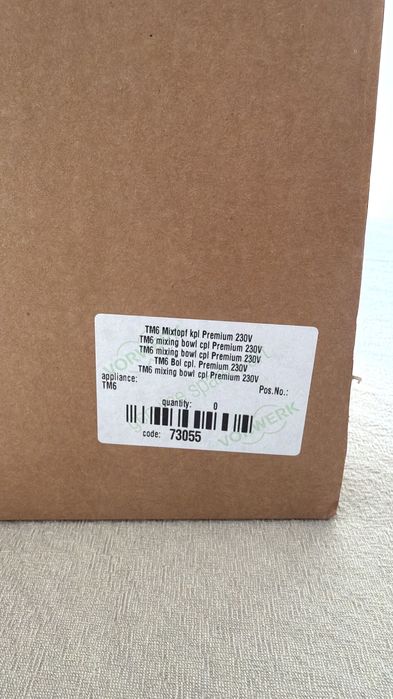 TM6 Mixtopf kpl Premium 230V
TM6 mixing bowl cpl Premium 230V
TM6 mixing bowl cpl Premium 230V
TM6 Bol cpl. Premium 230V
TM6 mixing bowl cpl Premium 230V
appliance: Pos.No.:
TM6
quantity: 0
code: 73055
VORWERK